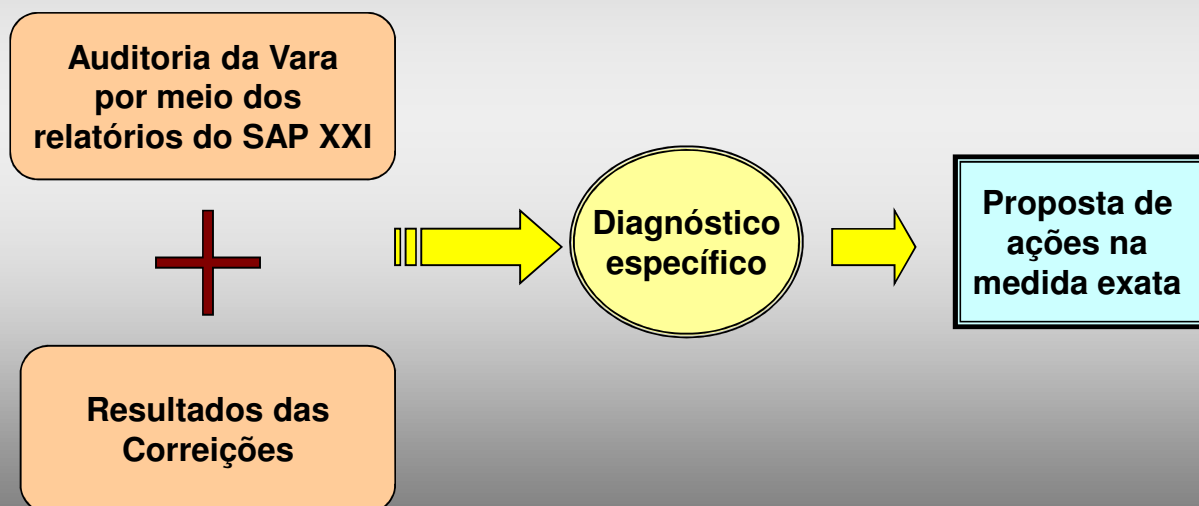 Auditoria da Vara
por meio dos
relatórios do SAP XXI
Resultados das
Correições
Diagnóstico
específico
Proposta de
ações na
medida exata